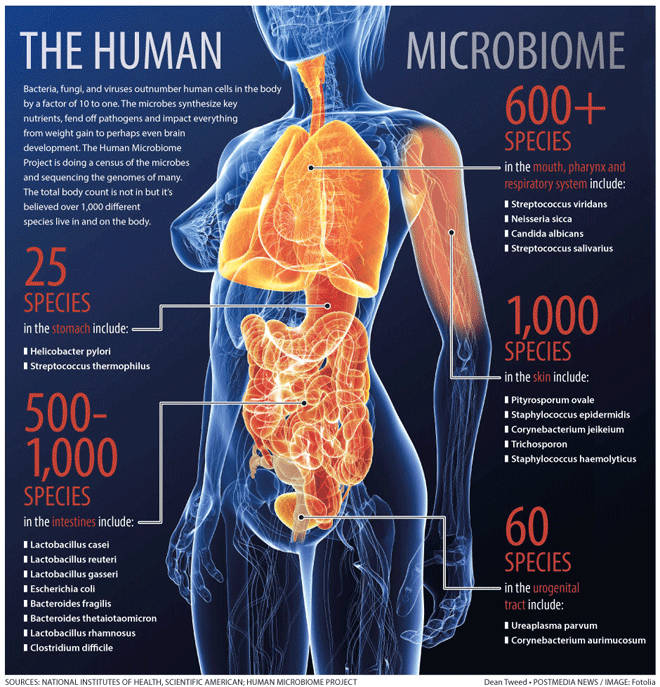 THE HUMAN MICROBIOME
Bacteria, fungi, and viruses outnumber human cells in the body
by a factor of 10 to one. The microbes synthesize key
nutrients, fend off pathogens and impact everything
from weight gain to perhaps even brain
development. The Human Microbiome
Project is doing a census of the microbes
and sequencing the genomes of many.
The total body count is not in but it's
believed over 1,000 different
species live in and on the body.
600+
SPECIES
in the mouth, pharynx and
respiratory system include:
Streptococcus viridans
Neisseria sicca
Candida albicans
Streptococcus salivarius
25
SPECIES
in the stomach include:
Helicobacter pylori
Streptococcus thermophilus
1,000
SPECIES
in the skin include:
Pityrosporum ovale
Staphylococcus epidermidis
Corynebacterium jeikeium
Trichosporon
Staphylococcus haemolyticus
500-
1,000
SPECIES
in the intestines include:
Lactobacillus casei
Lactobacillus reuteri
Lactobacillus gasseri
Escherichia coli
Bacteroides fragilis
Bacteroides thetaiotaomicron
Lactobacillus rhamnosus
Clostridium difficile
60
SPECIES
in the urogenital
tract include:
Ureaplasma parvum
Corynebacterium aurimucosum
SOURCES: NATIONAL INSTITUTES OF HEALTH, SCIENTIFIC AMERICAN; HUMAN MICROBIOME PROJECT
Dean Tweed • POSTMEDIA NEWS / IMAGE: Fotolia